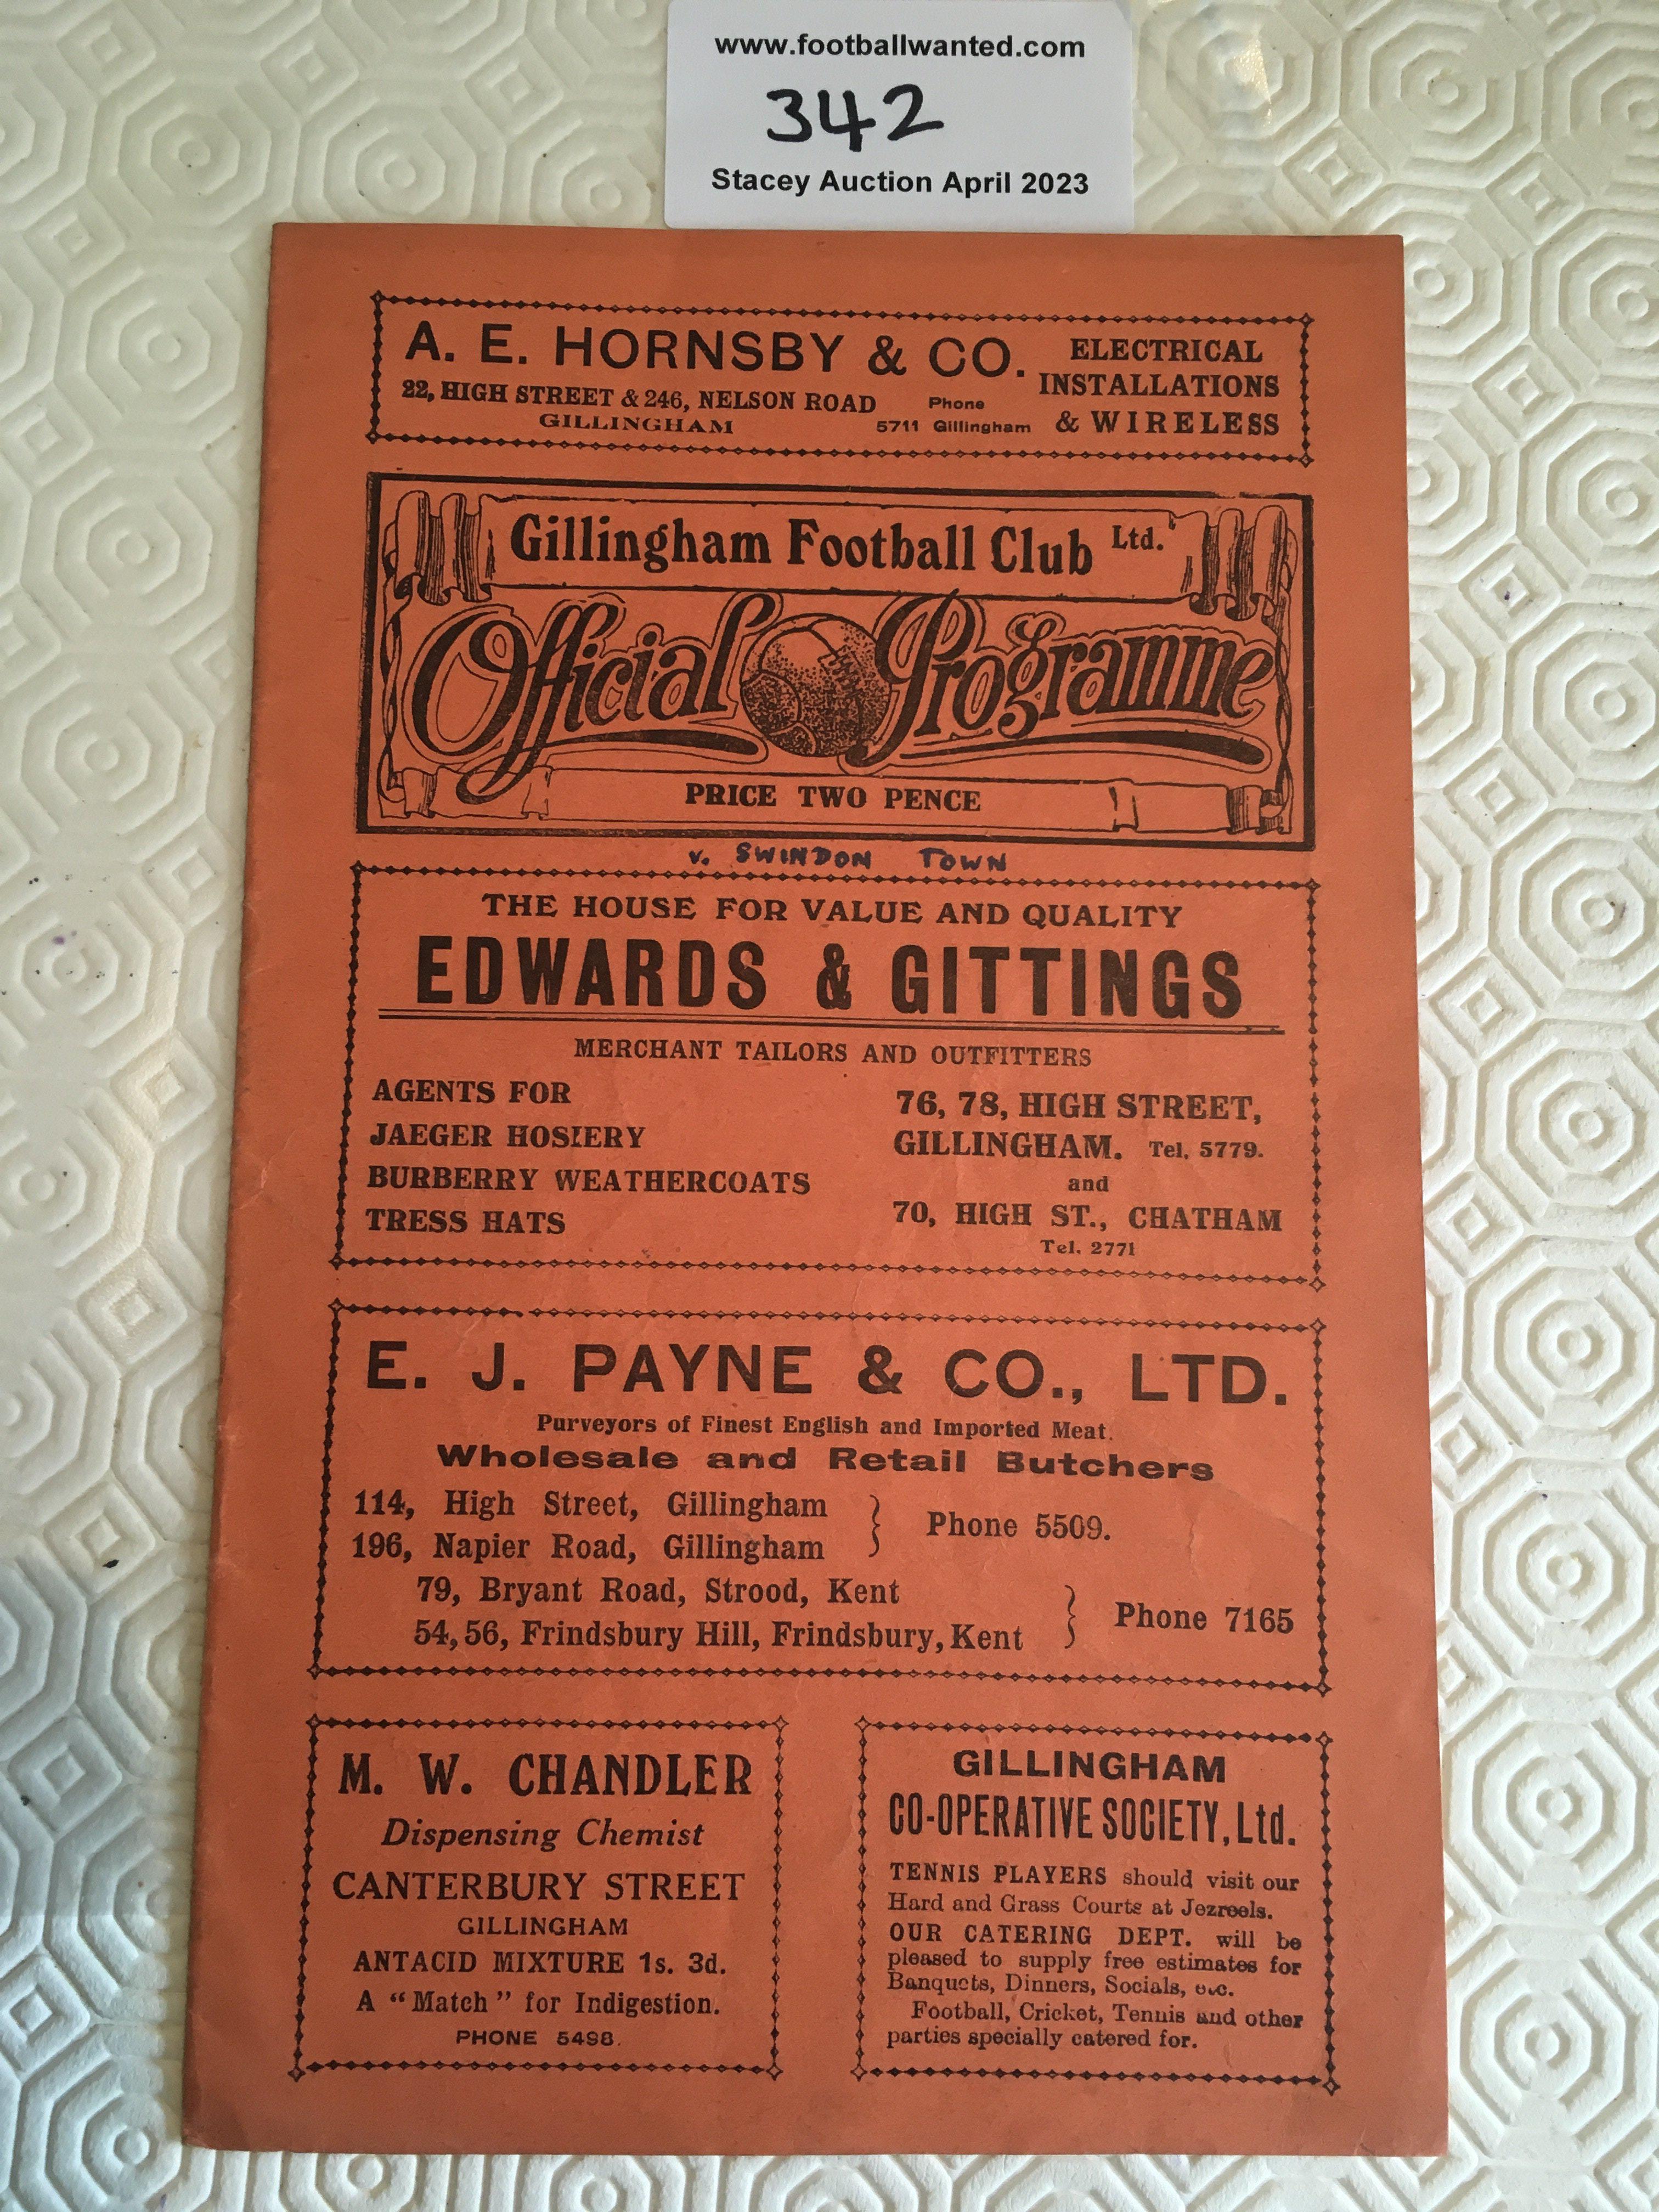 www.footballwanted.com
342
Stacey Auction April 2023
A. E. HORNSBY & CO.
22, HIGH STREET & 246, NELSON ROAD
GILLINGHAM
Phone
5711 Gillingham
ELECTRICAL
INSTALLATIONS
& WIRELESS
Gillingham Football Club Ltd.
Official Programme
PRICE TWO PENCE
v. SWINDON TOWN
THE HOUSE FOR VALUE AND QUALITY
EDWARDS & GITTINGS
MERCHANT TAILORS AND OUTFITTERS
AGENTS FOR
JAEGER HOSIERY
BURBERRY WEATHERCOATS
TRESS HATS
76, 78, HIGH STREET,
GILLINGHAM. Tel. 5779.
and
70, HIGH ST., CHATHAM
Tel. 2771
E. J. PAYNE & CO., LTD.
Purveyors of Finest English and Imported Meat.
Wholesale and Retail Butchers
114, High Street, Gillingham
196, Napier Road, Gillingham
Phone 5509.
79, Bryant Road, Strood, Kent
54, 56, Frindsbury Hill, Frindsbury, Kent
Phone 7165
M. W. CHANDLER
Dispensing Chemist
CANTERBURY STREET
GILLINGHAM
ANTACID MIXTURE 1s. 3d.
A "Match" for Indigestion.
PHONE 5498.
GILLINGHAM
CO-OPERATIVE SOCIETY, Ltd.
TENNIS PLAYERS should visit our
Hard and Grass Courts at Jezreels.
OUR CATERING DEPT. will be
pleased to supply free estimates for
Banquets, Dinners, Socials, etc.
Football, Cricket, Tennis and other
parties specially catered for.